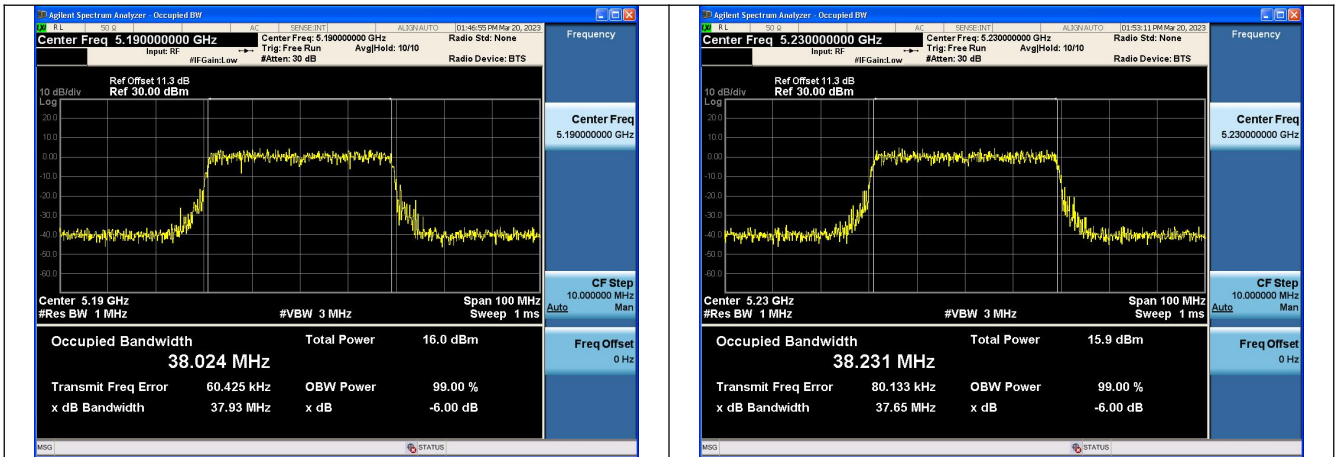 Agilent Spectrum Analyzer - Occupied BW
RL 50 Ω AC SENSE:INT ALIGN AUTO 01:46:55 PM Mar 20, 2023
Center Freq 5.190000000 GHz
Center Freq: 5.190000000 GHz
Radio Std: None
Input: RF
Trig: Free Run Avg|Hold: 10/10
#IFGain:Low
#Atten: 30 dB
Radio Device: BTS
Ref Offset 11.3 dB
10 dB/div Ref 30.00 dBm
Log
20.0
10.0
0.00
-10.0
-20.0
-30.0
-40.0
-50.0
-60.0
Center 5.19 GHz Span 100 MHz
#Res BW 1 MHz #VBW 3 MHz Sweep 1 ms
Occupied Bandwidth Total Power 16.0 dBm
38.024 MHz
Transmit Freq Error 60.425 kHz OBW Power 99.00 %
x dB Bandwidth 37.93 MHz x dB -6.00 dB
MSG STATUS
Frequency
Center Freq
5.190000000 GHz
CF Step
10.000000 MHz
Auto Man
Freq Offset
0 Hz
Agilent Spectrum Analyzer - Occupied BW
RL 50 Ω AC SENSE:INT ALIGN AUTO 01:53:11 PM Mar 20, 2023
Center Freq 5.230000000 GHz
Center Freq: 5.230000000 GHz
Radio Std: None
Input: RF
Trig: Free Run Avg|Hold: 10/10
#IFGain:Low
#Atten: 30 dB
Radio Device: BTS
Ref Offset 11.3 dB
10 dB/div Ref 30.00 dBm
Log
20.0
10.0
0.00
-10.0
-20.0
-30.0
-40.0
-50.0
-60.0
Center 5.23 GHz Span 100 MHz
#Res BW 1 MHz #VBW 3 MHz Sweep 1 ms
Occupied Bandwidth Total Power 15.9 dBm
38.231 MHz
Transmit Freq Error 80.133 kHz OBW Power 99.00 %
x dB Bandwidth 37.65 MHz x dB -6.00 dB
MSG STATUS
Frequency
Center Freq
5.230000000 GHz
CF Step
10.000000 MHz
Auto Man
Freq Offset
0 Hz